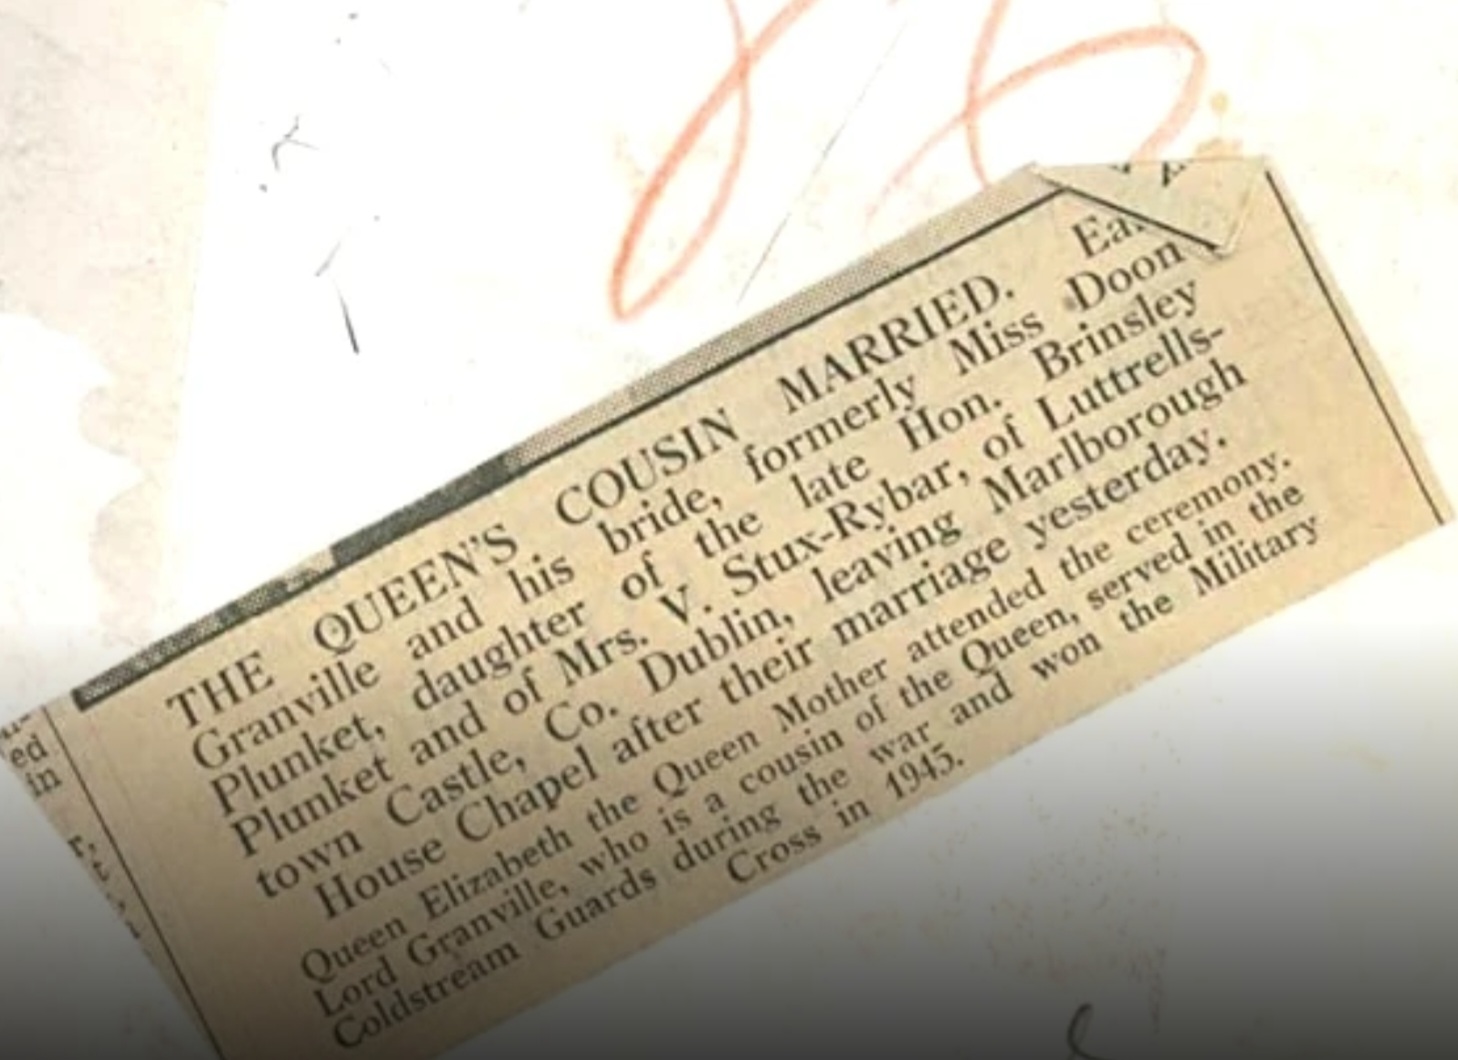 THE QUEEN'S COUSIN MARRIED.
Granville and his bride, formerly Miss Doon
Plunket, daughter of the late Hon. Brinsley
Plunket and of Mrs. V. Stux-Rybar, of Luttrells-
town Castle, Co. Dublin, leaving Marlborough
House Chapel after their marriage yesterday.
Queen Elizabeth the Queen Mother attended the ceremony.
Lord Granville, who is a cousin of the Queen, served in the
Coldstream Guards during the war and won the Military
Cross in 1945.
ed
in